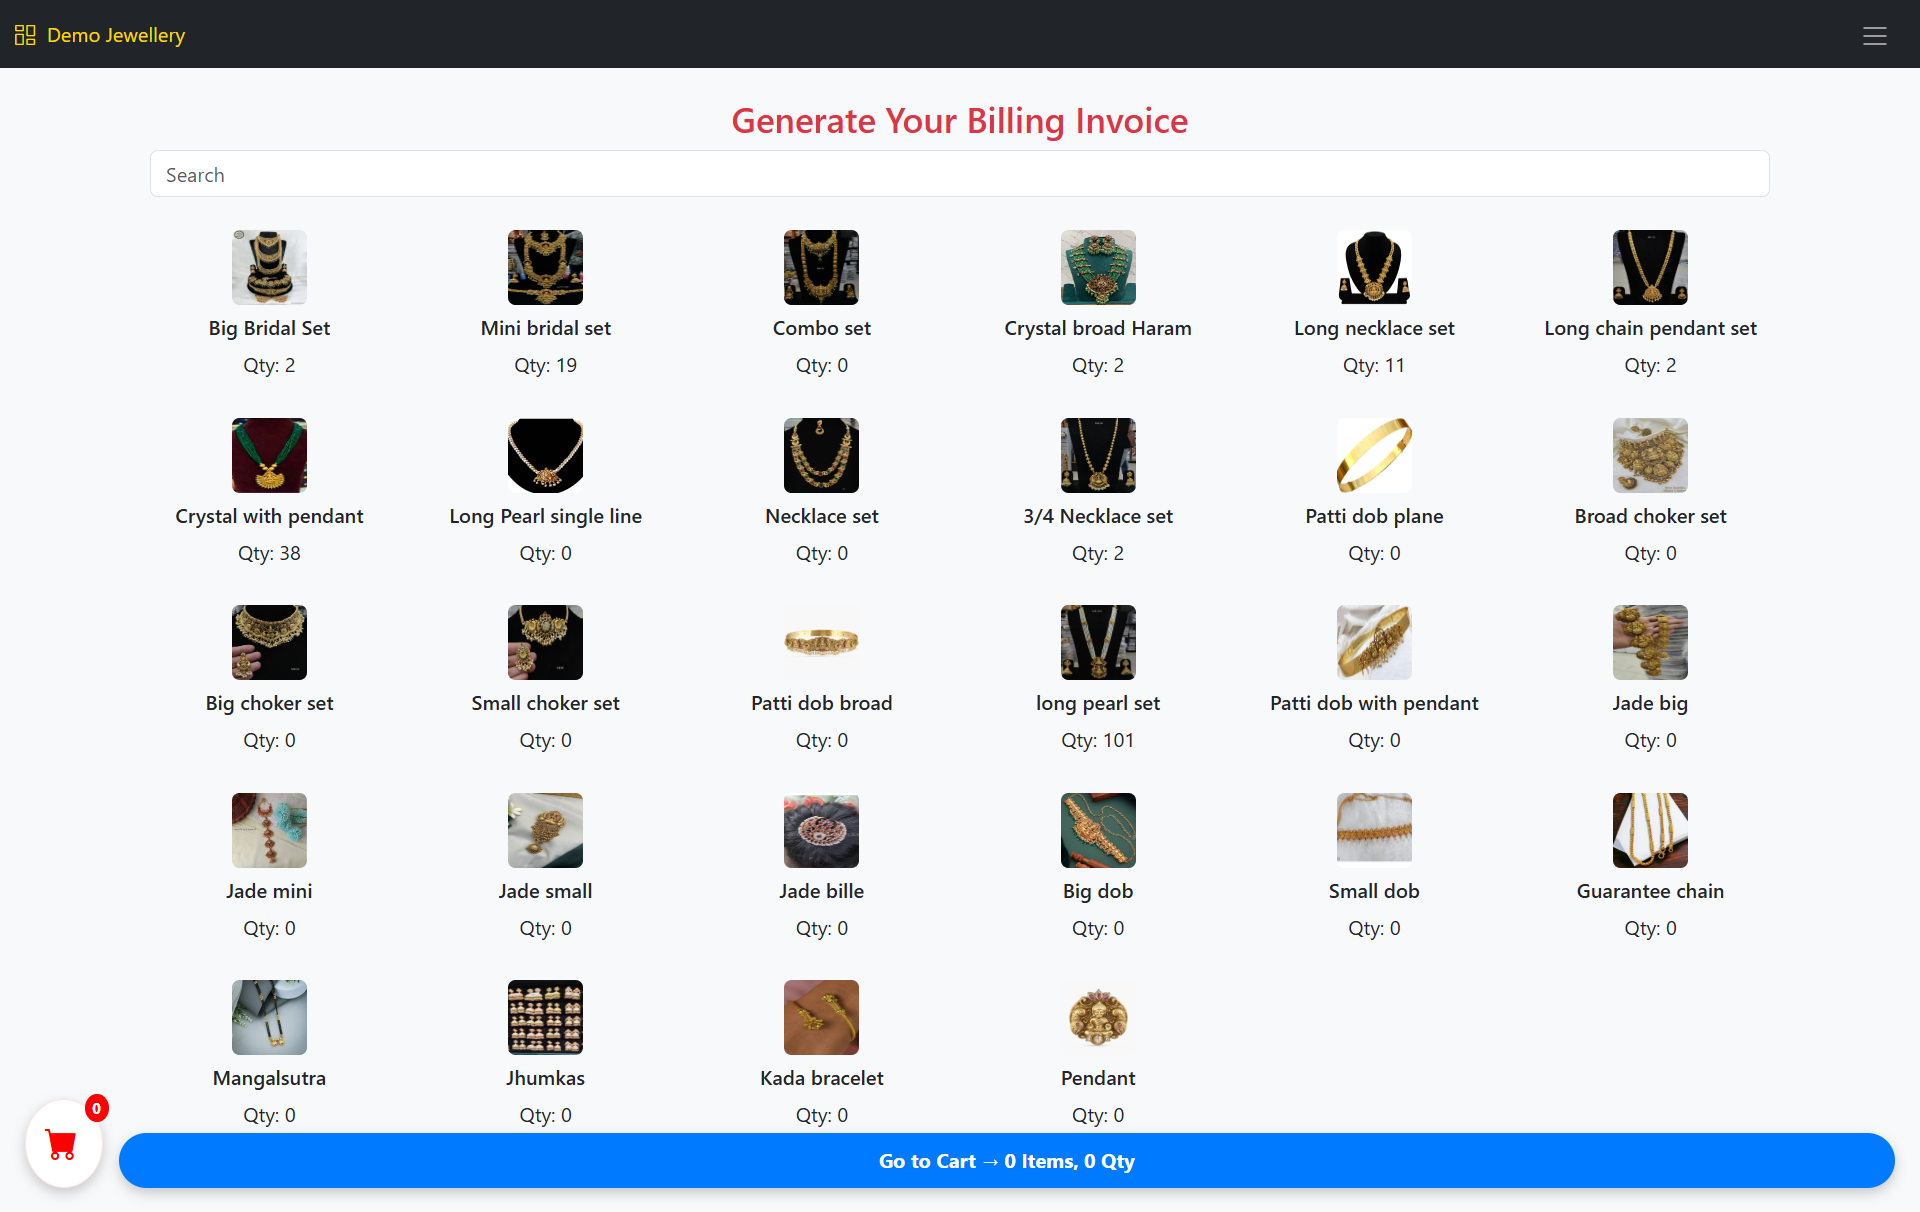 Demo Jewellery
Generate Your Billing Invoice
Search
Big Bridal Set
Qty: 2
Mini bridal set
Qty: 19
Combo set
Qty: 0
Crystal broad Haram
Qty: 2
Long necklace set
Qty: 11
Long chain pendant set
Qty: 2
Crystal with pendant
Qty: 38
Long Pearl single line
Qty: 0
Necklace set
Qty: 0
3/4 Necklace set
Qty: 2
Patti dob plane
Qty: 0
Broad choker set
Qty: 0
Big choker set
Qty: 0
Small choker set
Qty: 0
Patti dob broad
Qty: 0
long pearl set
Qty: 101
Patti dob with pendant
Qty: 0
Jade big
Qty: 0
Jade mini
Qty: 0
Jade small
Qty: 0
Jade bille
Qty: 0
Big dob
Qty: 0
Small dob
Qty: 0
Guarantee chain
Qty: 0
Mangalsutra
Qty: 0
Jhumkas
Qty: 0
Kada bracelet
Qty: 0
Pendant
Qty: 0
0
Go to Cart → 0 Items, 0 Qty